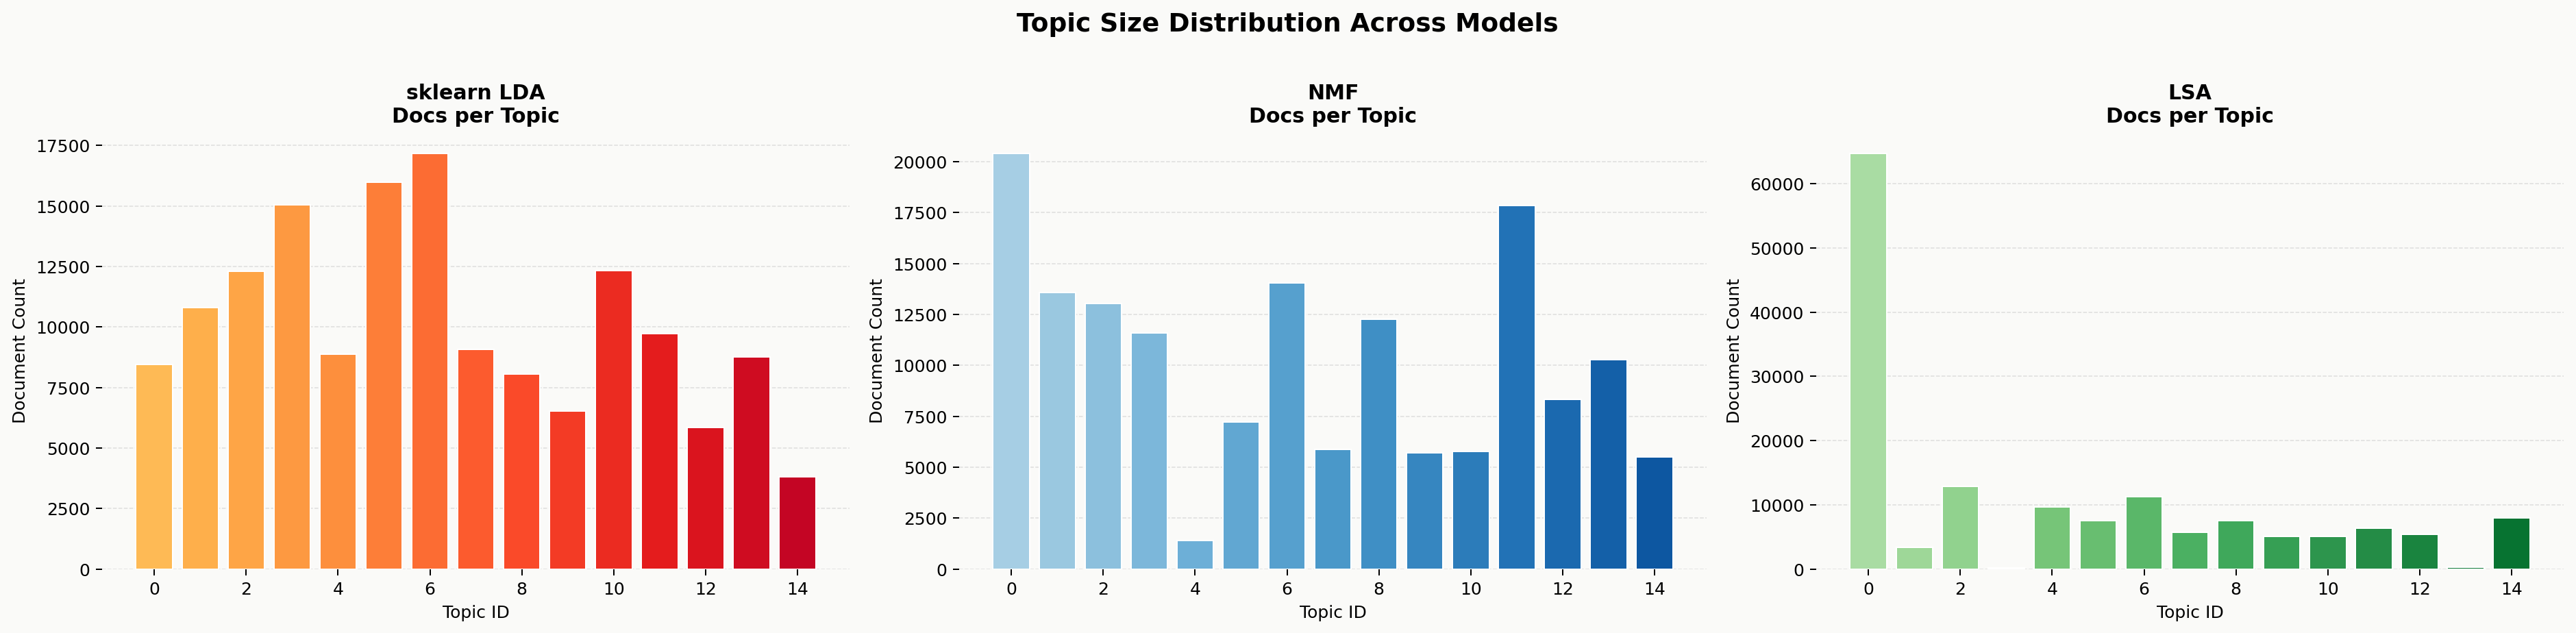 Topic Size Distribution Across Models
sklearn LDA
Docs per Topic
17500
15000
12500
10000
7500
5000
2500
0
Document Count
0 2 4 6 8 10 12 14
Topic ID
NMF
Docs per Topic
20000
17500
15000
12500
10000
7500
5000
2500
0
Document Count
0 2 4 6 8 10 12 14
Topic ID
LSA
Docs per Topic
60000
50000
40000
30000
20000
10000
0
Document Count
0 2 4 6 8 10 12 14
Topic ID